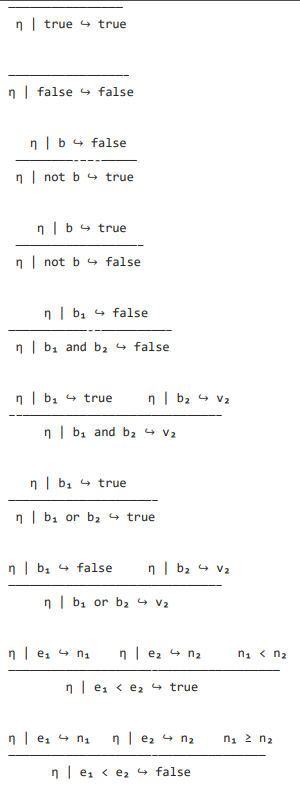 η | true ↪ true
η | false ↪ false
η | b ↪ false
η | not b ↪ true
η | b ↪ true
η | not b ↪ false
η | b₁ ↪ false
η | b₁ and b₂ ↪ false
η | b₁ ↪ true η | b₂ ↪ v₂
η | b₁ and b₂ ↪ v₂
η | b₁ ↪ true
η | b₁ or b₂ ↪ true
η | b₁ ↪ false η | b₂ ↪ v₂
η | b₁ or b₂ ↪ v₂
η | e₁ ↪ n₁ η | e₂ ↪ n₂ n₁ < n₂
η | e₁ < e₂ ↪ true
η | e₁ ↪ n₁ η | e₂ ↪ n₂ n₁ ≥ n₂
η | e₁ < e₂ ↪ false